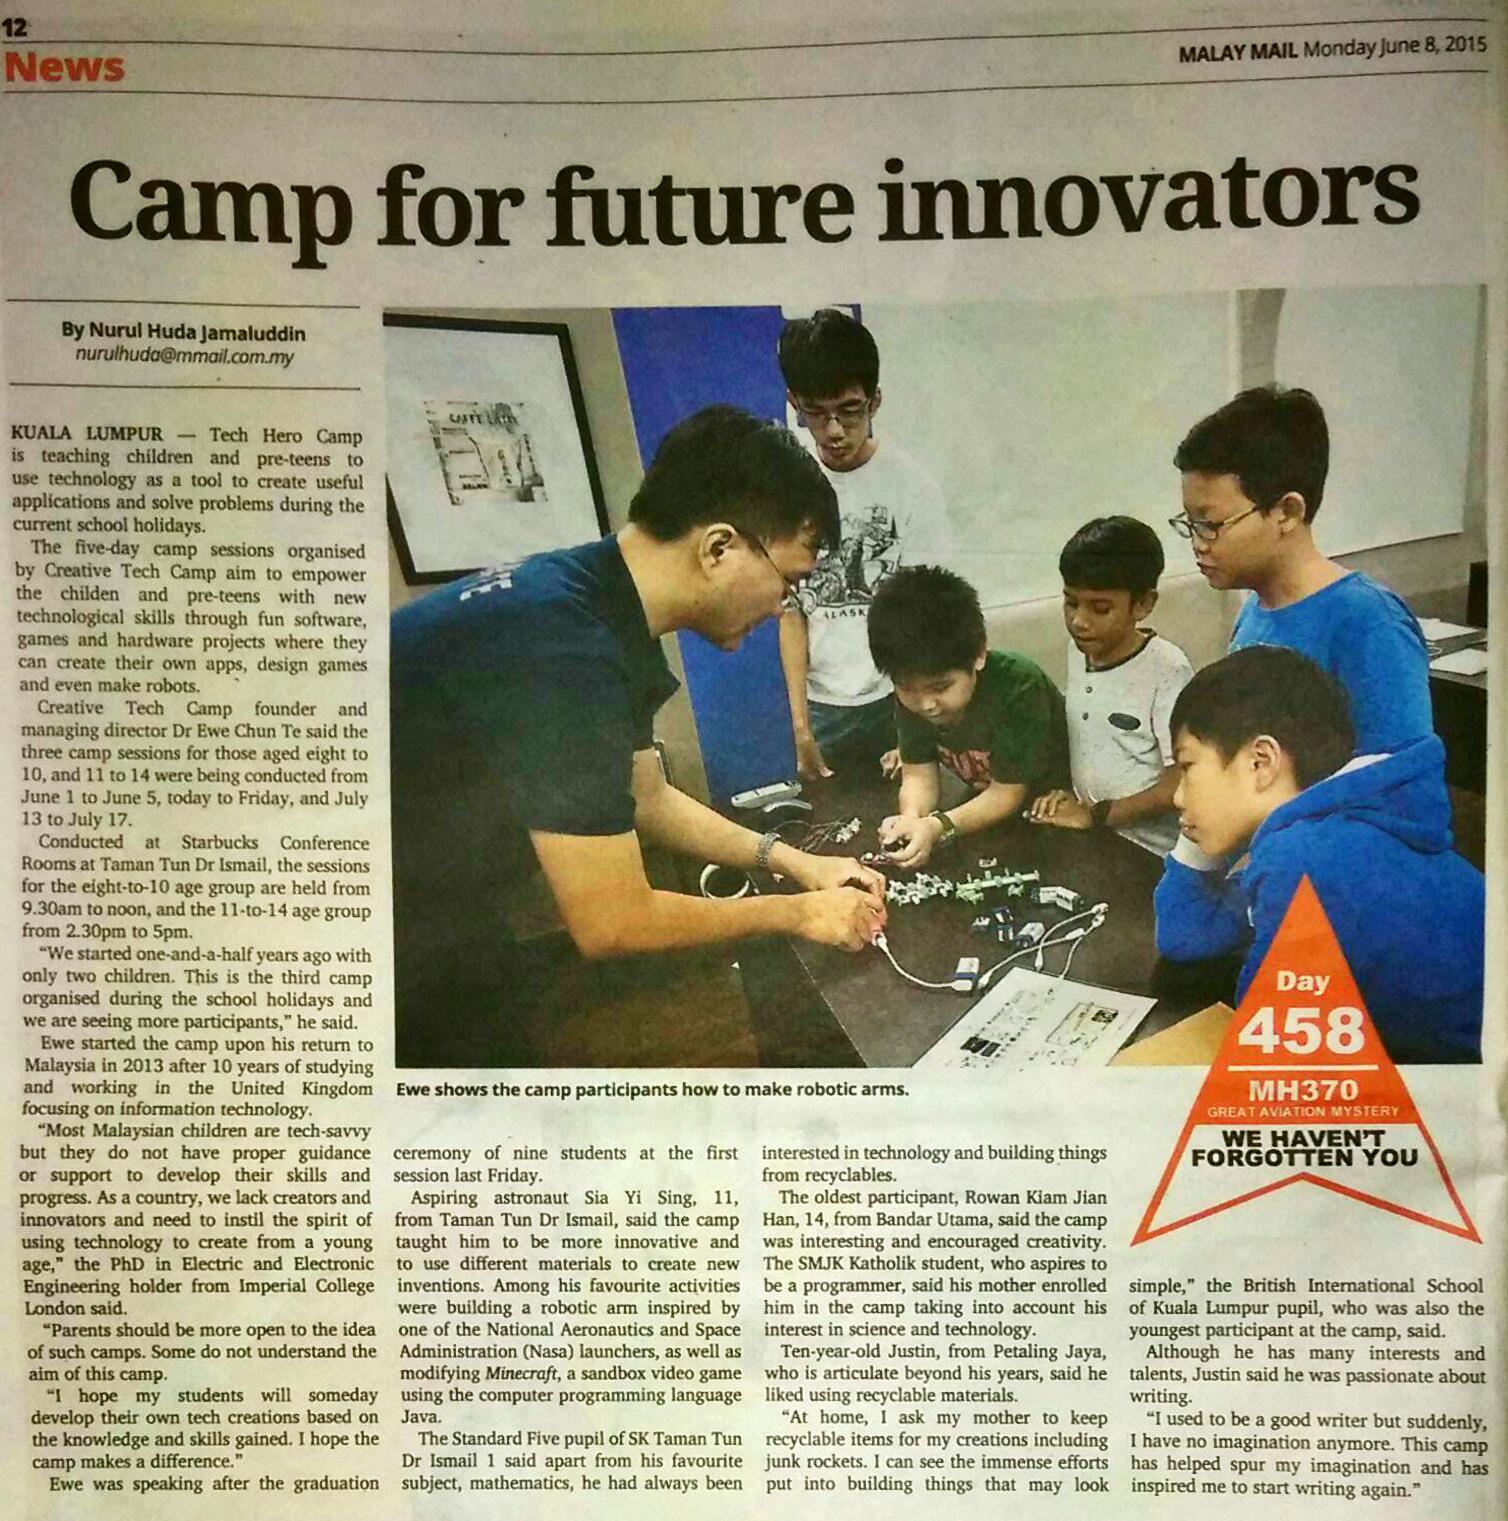 12
News
MALAY MAIL Monday June 8, 2015
Camp for future innovators
By Nurul Huda Jamaluddin
nurulhuda@mmail.com.my
KUALA LUMPUR — Tech Hero Camp
is teaching children and pre-teens to
use technology as a tool to create useful
applications and solve problems during the
current school holidays.
The five-day camp sessions organised
by Creative Tech Camp aim to empower
the childen and pre-teens with new
technological skills through fun software,
games and hardware projects where they
can create their own apps, design games
and even make robots.
Creative Tech Camp founder and
managing director Dr Ewe Chun Te said the
three camp sessions for those aged eight to
10, and 11 to 14 were being conducted from
June 1 to June 5, today to Friday, and July
13 to July 17.
Conducted at Starbucks Conference
Rooms at Taman Tun Dr Ismail, the sessions
for the eight-to-10 age group are held from
9.30am to noon, and the 11-to-14 age group
from 2.30pm to 5pm.
“We started one-and-a-half years ago with
only two children. This is the third camp
organised during the school holidays and
we are seeing more participants,” he said.
Ewe started the camp upon his return to
Malaysia in 2013 after 10 years of studying
and working in the United Kingdom
focusing on information technology.
“Most Malaysian children are tech-savvy
but they do not have proper guidance
or support to develop their skills and
progress. As a country, we lack creators and
innovators and need to instil the spirit of
using technology to create from a young
age,” the PhD in Electric and Electronic
Engineering holder from Imperial College
London said.
“Parents should be more open to the idea
of such camps. Some do not understand the
aim of this camp.
“I hope my students will someday
develop their own tech creations based on
the knowledge and skills gained. I hope the
camp makes a difference.”
Ewe was speaking after the graduation
CAFFÈ LATTE
ALASK
Ewe shows the camp participants how to make robotic arms.
ceremony of nine students at the first
session last Friday.
Aspiring astronaut Sia Yi Sing, 11,
from Taman Tun Dr Ismail, said the camp
taught him to be more innovative and
to use different materials to create new
inventions. Among his favourite activities
were building a robotic arm inspired by
one of the National Aeronautics and Space
Administration (Nasa) launchers, as well as
modifying Minecraft, a sandbox video game
using the computer programming language
Java.
The Standard Five pupil of SK Taman Tun
Dr Ismail 1 said apart from his favourite
subject, mathematics, he had always been
interested in technology and building things
from recyclables.
The oldest participant, Rowan Kiam Jian
Han, 14, from Bandar Utama, said the camp
was interesting and encouraged creativity.
The SMJK Katholik student, who aspires to
be a programmer, said his mother enrolled
him in the camp taking into account his
interest in science and technology.
Ten-year-old Justin, from Petaling Jaya,
who is articulate beyond his years, said he
liked using recyclable materials.
“At home, I ask my mother to keep
recyclable items for my creations including
junk rockets. I can see the immense efforts
put into building things that may look
Day
458
MH370
GREAT AVIATION MYSTERY
WE HAVEN'T
FORGOTTEN YOU
simple,” the British International School
of Kuala Lumpur pupil, who was also the
youngest participant at the camp, said.
Although he has many interests and
talents, Justin said he was passionate about
writing.
“I used to be a good writer but suddenly,
I have no imagination anymore. This camp
has helped spur my imagination and has
inspired me to start writing again.”